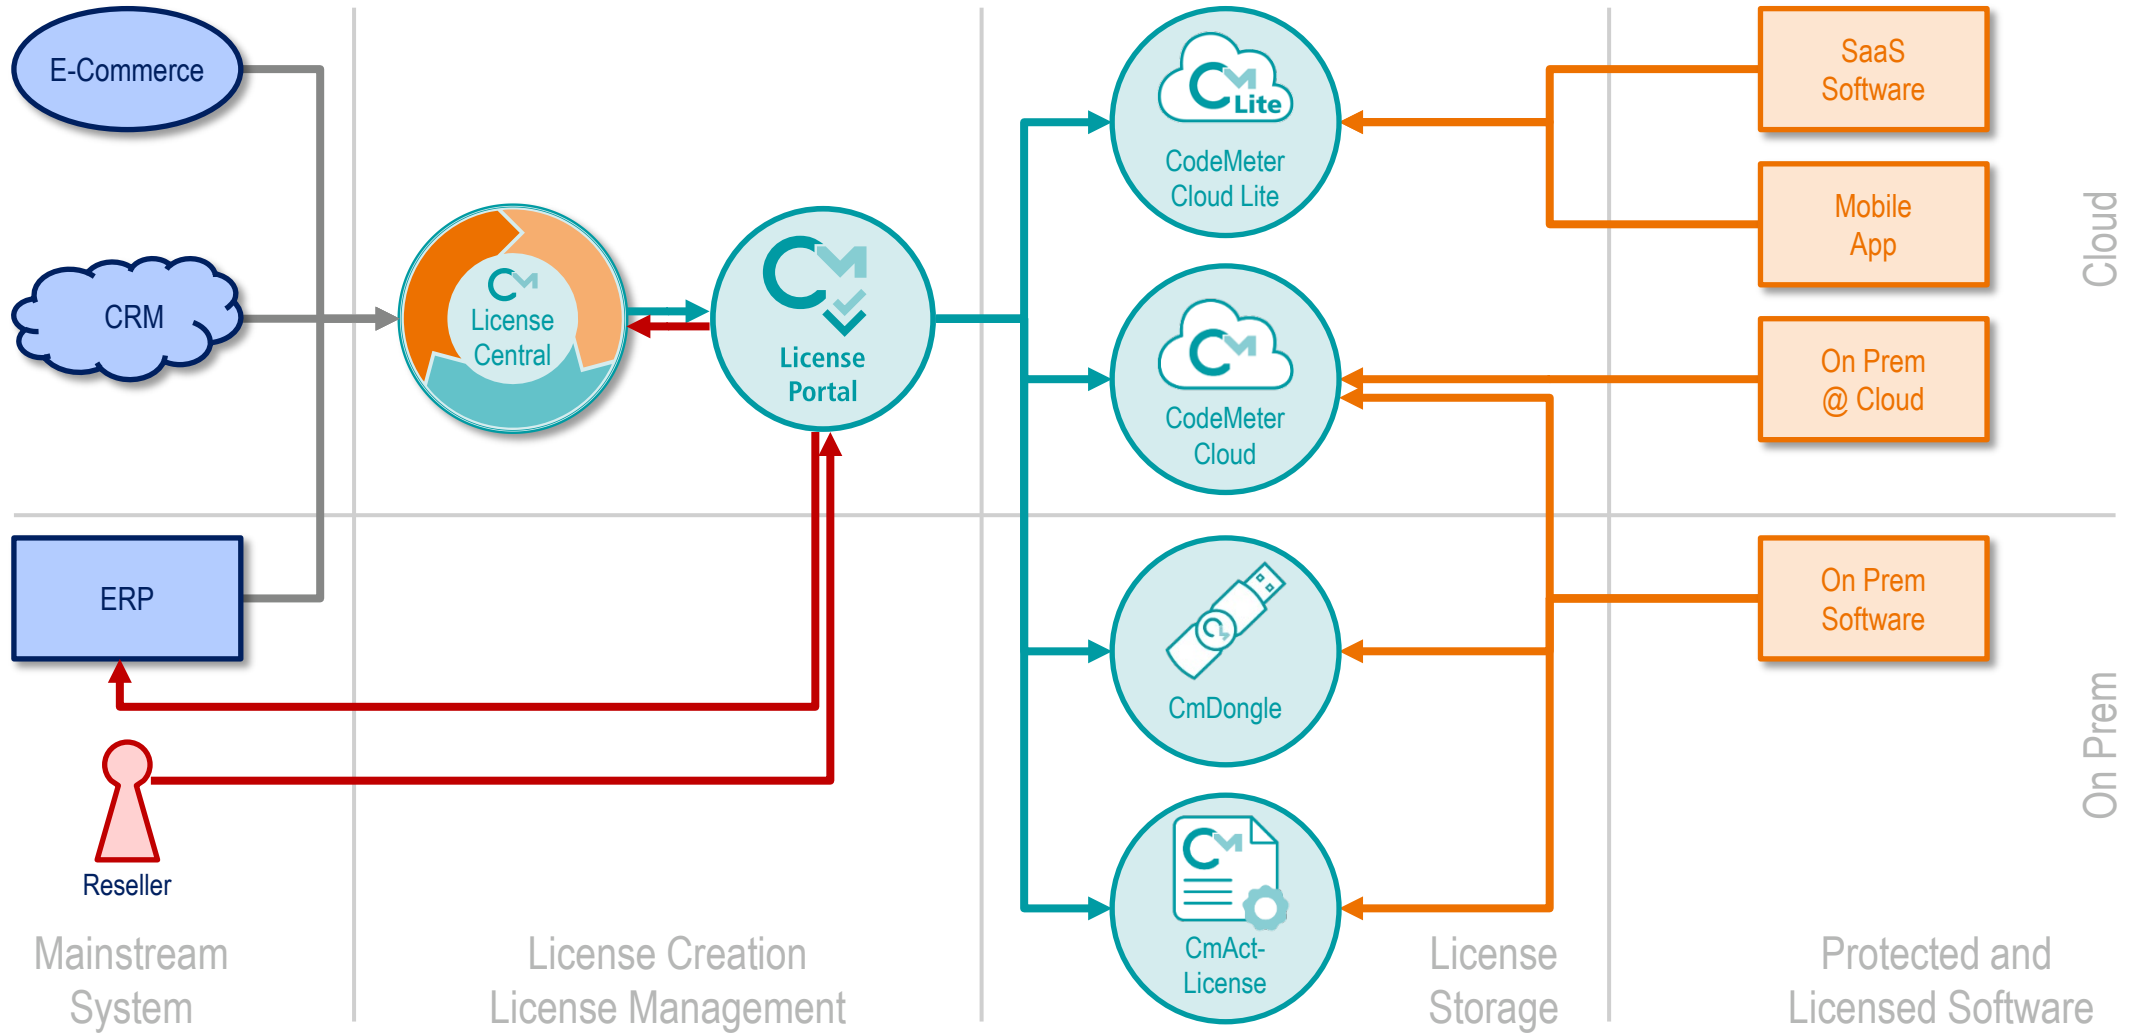 E-Commerce
CRM
ERP
Reseller
Mainstream
System
License
Central
License
Portal
License Creation
License Management
Lite
CodeMeter
Cloud Lite
CodeMeter
Cloud
CmDongle
CmAct-
License
License
Storage
SaaS
Software
Mobile
App
On Prem
@ Cloud
On Prem
Software
Protected and
Licensed Software
Cloud
On Prem